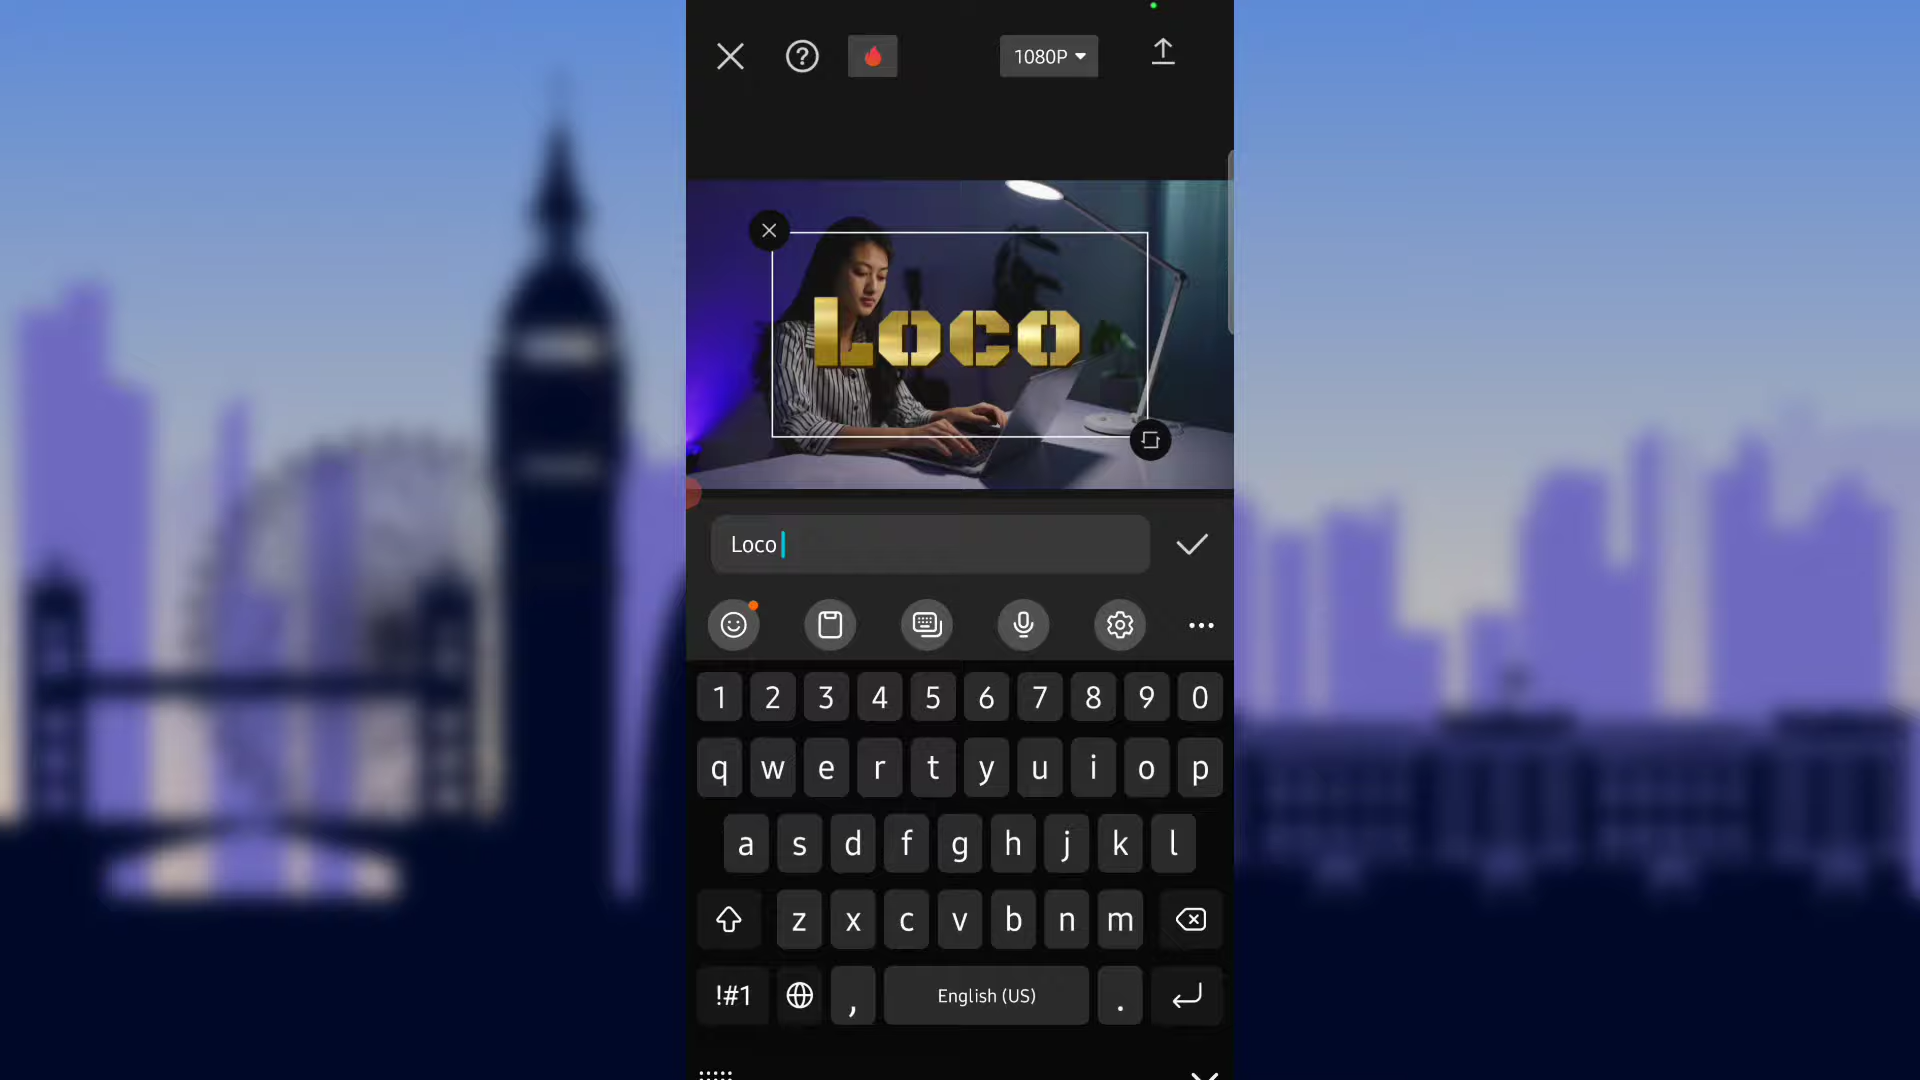 1080P
Loco
Loco
1 2 3 4 5 6 7 8 9 0
q w e r t y u i o p
a s d f g h j k l
z x c v b n m
!#1 , English (US) .